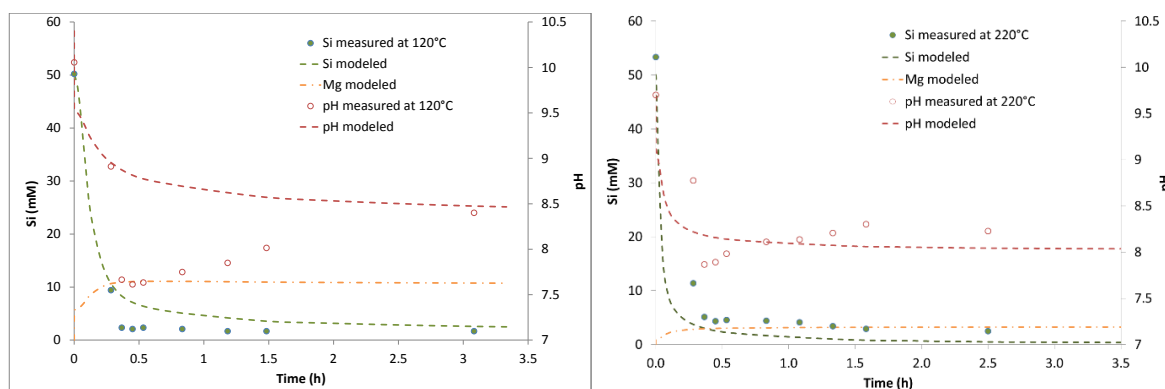 60
50
40
30
20
10
0
Si (mM)
10.5
10
9.5
9
8.5
8
7.5
7
pH
0
0.5
1
1.5
2
2.5
3
Time (h)
Si measured at 120°C
Si modeled
Mg modeled
pH measured at 120°C
pH modeled
60
50
40
30
20
10
0
Si (mM)
10.5
10
9.5
9
8.5
8
7.5
7
pH
0.0
0.5
1.0
1.5
2.0
2.5
3.0
3.5
Time (h)
Si measured at 220°C
Si modeled
Mg modeled
pH measured at 220°C
pH modeled